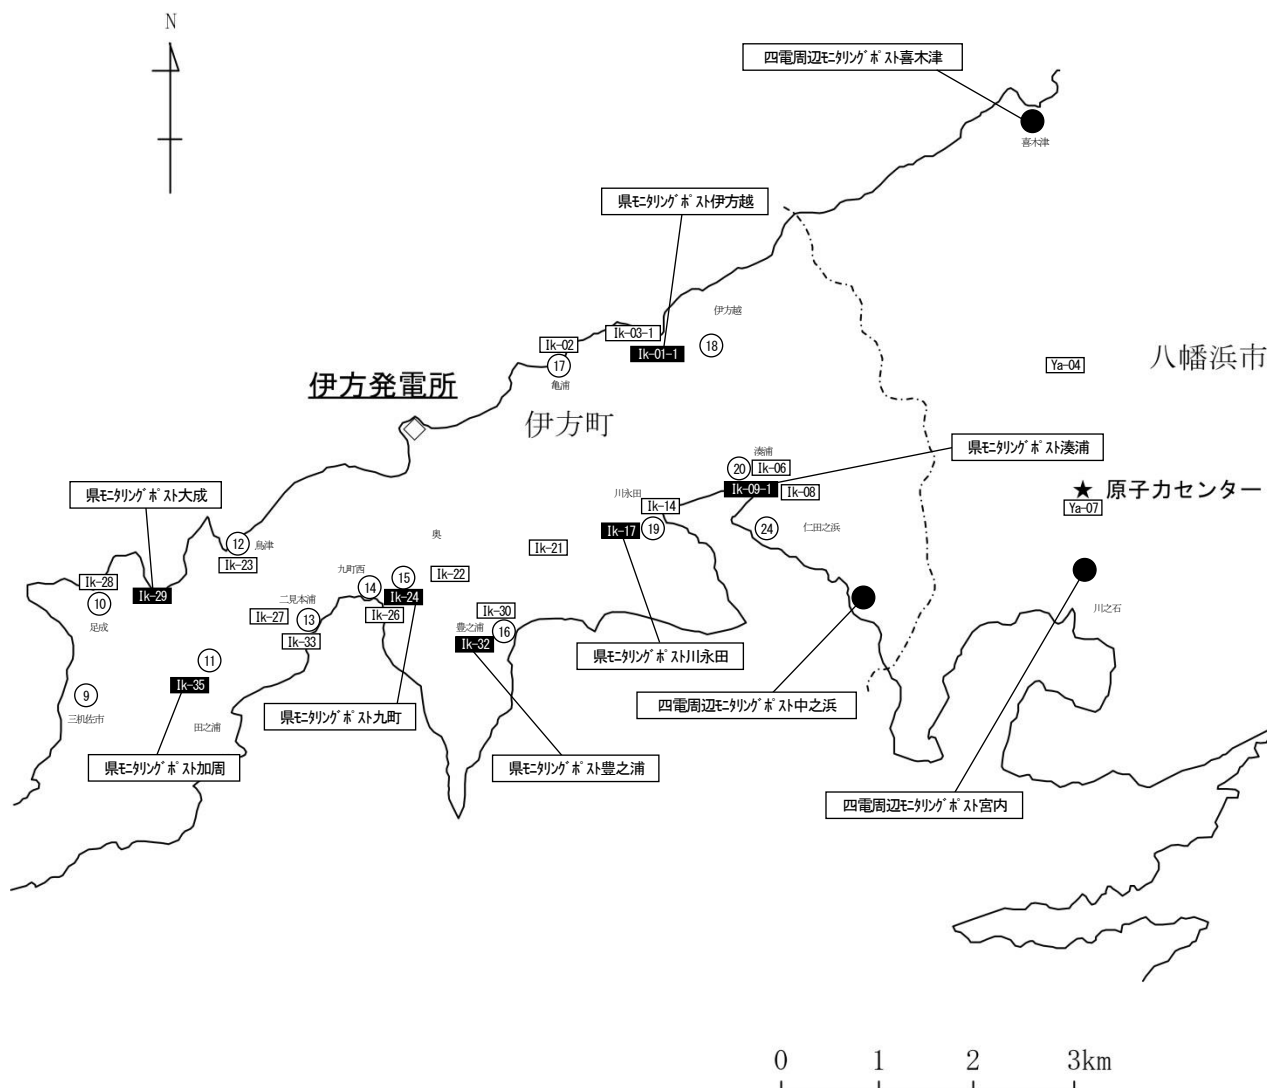 N
四電周辺モニタリングポスト喜木津
喜木津
県モニタリングポスト伊方越
伊方越
Ik-03-1
Ik-02
Ik-01-1
18
17
亀浦
Ya-04
八幡浜市
伊方発電所
伊方町
県モニタリングポスト湊浦
湊浦
20
Ik-06
Ik-09-1
Ik-08
原子力センター
Ya-07
県モニタリングポスト大成
川永田
Ik-14
Ik-17
19
24
仁田之浜
12
鳥津
Ik-23
奥
Ik-21
Ik-28
10
足成
Ik-29
九町西
14
15
Ik-22
Ik-24
Ik-26
二見本浦
Ik-27
13
Ik-33
Ik-30
豊之浦
16
Ik-32
川之石
11
Ik-35
9
三机佐市
田之浦
県モニタリングポスト川永田
四電周辺モニタリングポスト中之浜
県モニタリングポスト九町
県モニタリングポスト加周
県モニタリングポスト豊之浦
四電周辺モニタリングポスト宮内
0 1 2 3km